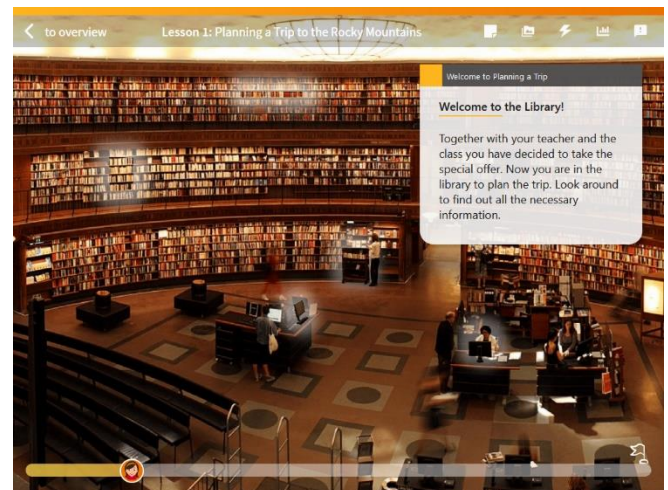 to overview
Lesson 1: Planning a Trip to the Rocky Mountains
Welcome to Planning a Trip
Welcome to the Library!
Together with your teacher and the
class you have decided to take the
special offer. Now you are in the
library to plan the trip. Look around
to find out all the necessary
information.